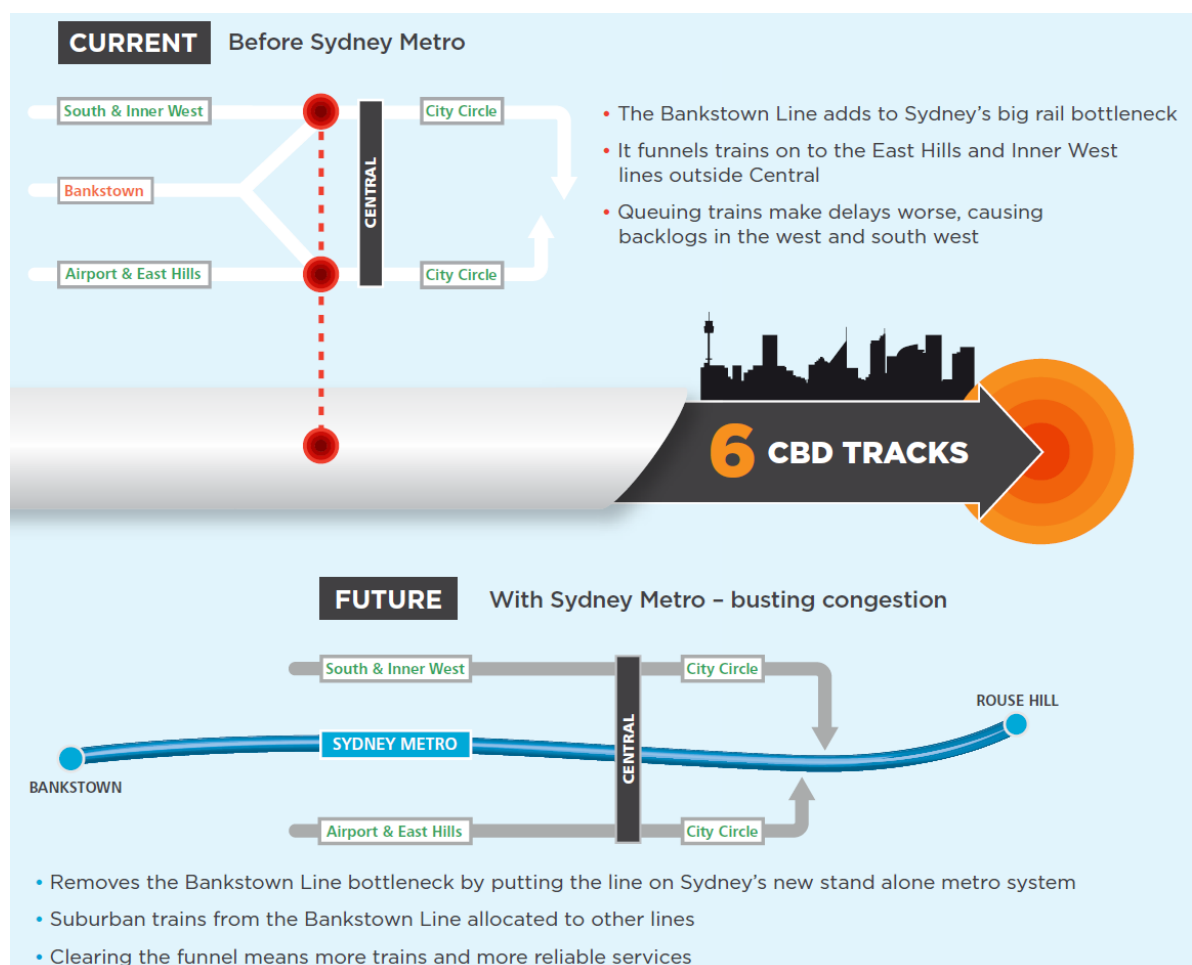 CURRENT Before Sydney Metro
South & Inner West
City Circle
Bankstown
CENTRAL
Airport & East Hills
City Circle
• The Bankstown Line adds to Sydney's big rail bottleneck
• It funnels trains on to the East Hills and Inner West
lines outside Central
• Queuing trains make delays worse, causing
backlogs in the west and south west
6 CBD TRACKS
FUTURE With Sydney Metro – busting congestion
South & Inner West
City Circle
ROUSE HILL
SYDNEY METRO
CENTRAL
BANKSTOWN
Airport & East Hills
City Circle
• Removes the Bankstown Line bottleneck by putting the line on Sydney's new stand alone metro system
• Suburban trains from the Bankstown Line allocated to other lines
• Clearing the funnel means more trains and more reliable services